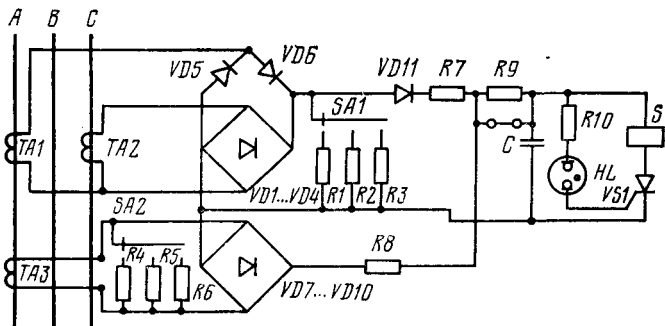 A B C
VD5
VD6
VD11
R7
R9
SA1
TA1
TA2
C
R10
S
HL
VS1
VD1...VD4
R1
R2
R3
SA2
R4
R5
R6
TA3
R8
VD7...VD10